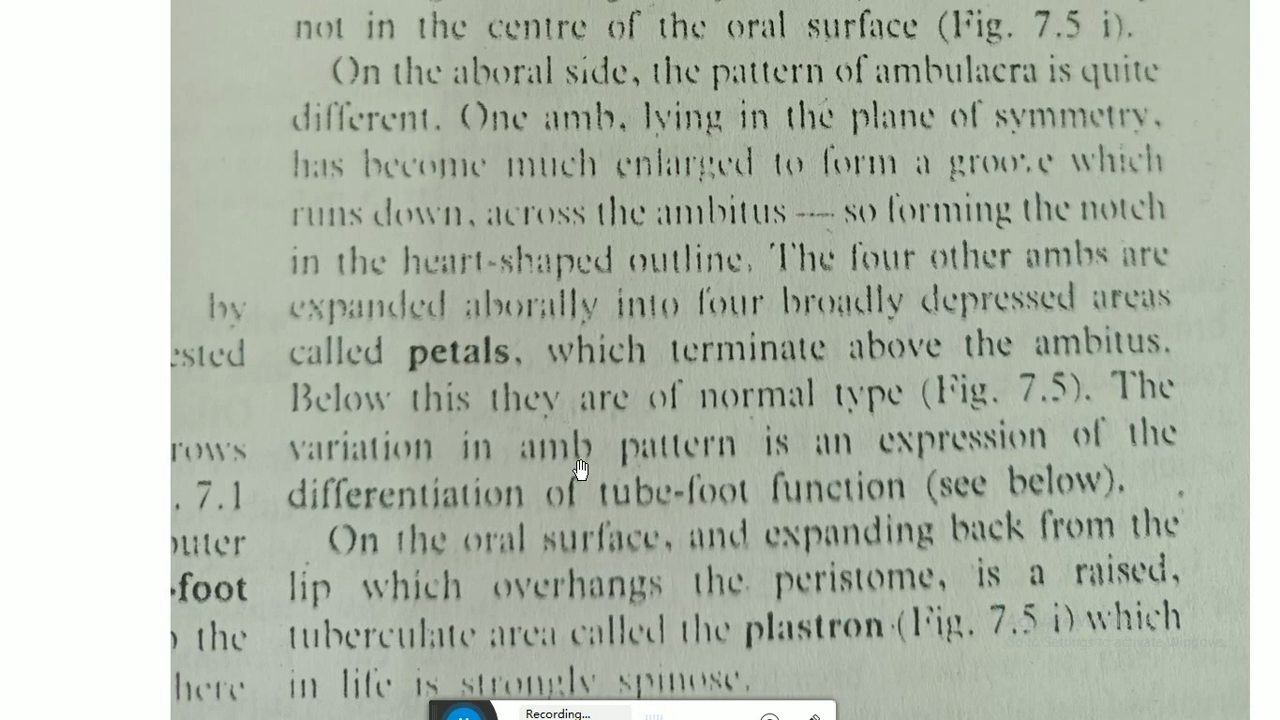 not in the centre of the oral surface (Fig. 7.5 i).
On the aboral side, the pattern of ambulacra is quite
different. One amb, lying in the plane of symmetry,
has become much enlarged to form a groove which
runs down, across the ambitus — so forming the notch
in the heart-shaped outline. The four other ambs are
expanded aborally into four broadly depressed areas
called petals, which terminate above the ambitus.
Below this they are of normal type (Fig. 7.5). The
variation in amb pattern is an expression of the
differentiation of tube-foot function (see below).
On the oral surface, and expanding back from the
lip which overhangs the peristome, is a raised,
tuberculate area called the plastron (Fig. 7.5 i) which
in life is strongly spinose.
by
ested
rows
. 7.1
outer
-foot
the
here
Go to Settings to activate Windows.
Recording...